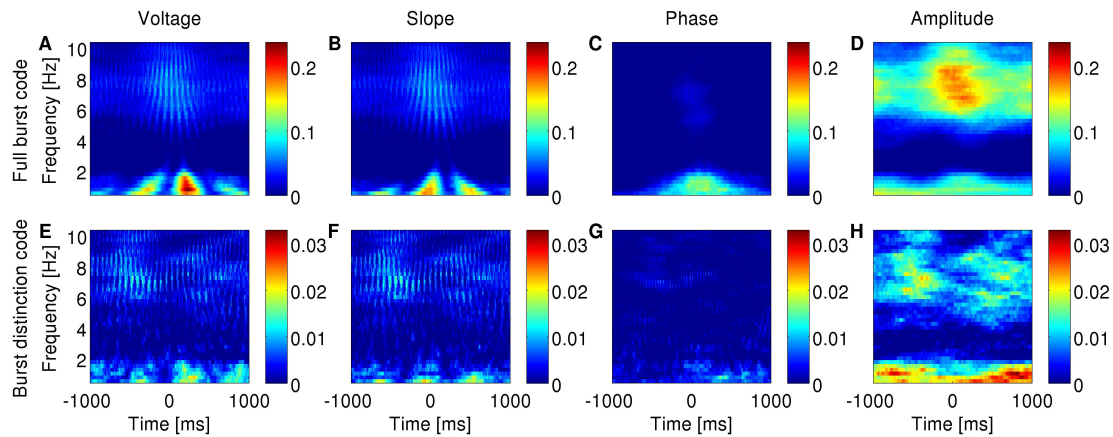 Voltage Slope Phase Amplitude
Full burst code
Frequency [Hz]
A B C D
10 8 6 4 2
0.2 0.1 0
0.2 0.1 0
0.2 0.1 0
0.2 0.1 0
Burst distinction code
Frequency [Hz]
E F G H
10 8 6 4 2
0.03 0.02 0.01 0
0.03 0.02 0.01 0
0.03 0.02 0.01 0
0.03 0.02 0.01 0
-1000 0 1000 -1000 0 1000 -1000 0 1000 -1000 0 1000
Time [ms] Time [ms] Time [ms] Time [ms]